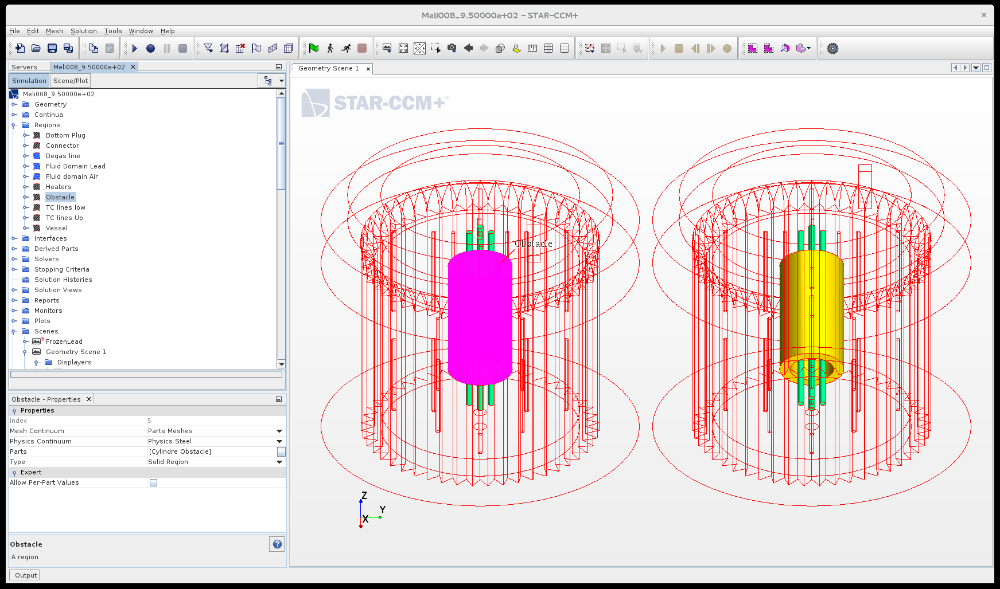 Meli008_9.50000e+02 - STAR-CCM+
File Edit Mesh Solution Tools Window Help
Servers
Meli008_9.50000e+02
Simulation Scene/Plot
Meli008_9.50000e+02
Geometry
Continua
Regions
Bottom Plug
Connector
Degas line
Fluid Domain Lead
Fluid domain Air
Heaters
Obstacle
TC lines low
TC lines Up
Vessel
Interfaces
Derived Parts
Solvers
Stopping Criteria
Solution Histories
Solution Views
Reports
Monitors
Plots
Scenes
FrozenLead
Geometry Scene 1
Displayers
Obstacle - Properties
Properties
Index 5
Mesh Continuum Parts Meshes
Physics Continuum Physics Steel
Parts [Cylindre Obstacle] ...
Type Solid Region
Expert
Allow Per-Part Values
Obstacle
?
A region
Output
Geometry Scene 1
STAR-CCM+®
Obstacle
Z
Y
X